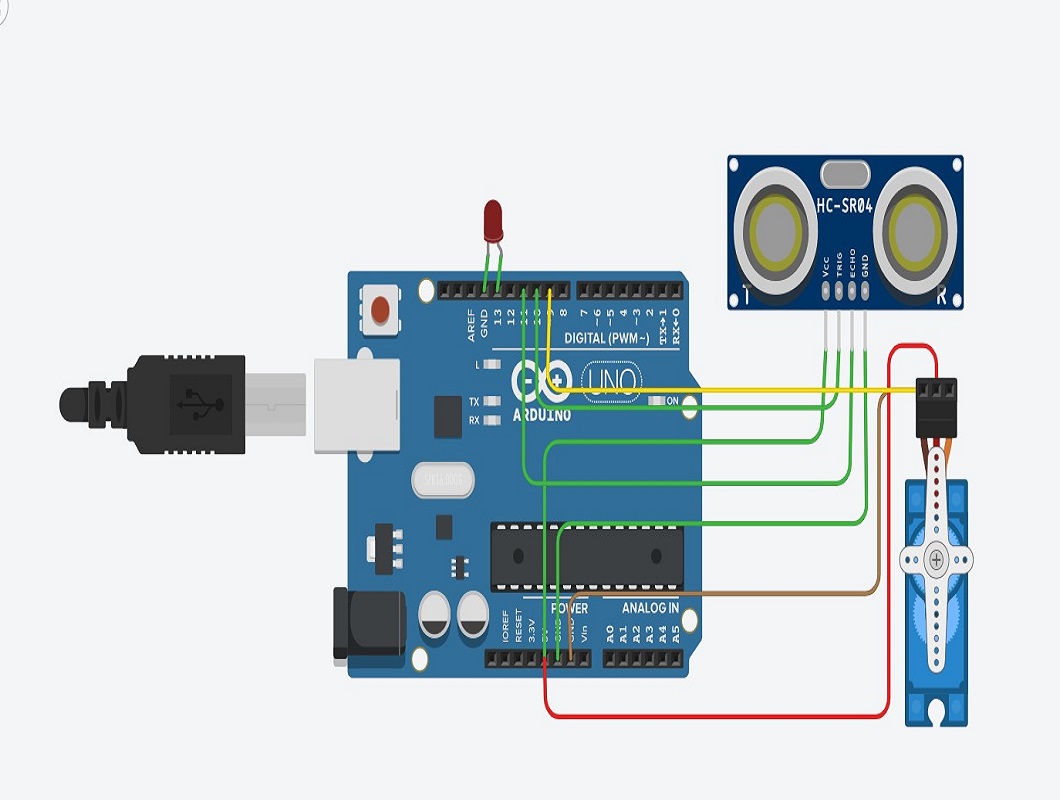 HC-SR04
VCC
TRIG
ECHO
GND
T
R
AREF
GND
13
12
11
10
9
8
7
~6
~5
4
~3
2
TX→1
RX←0
DIGITAL (PWM~)
L
TX
RX
UNO
ON
ARDUINO
POWER
ANALOG IN
IOREF
RESET
3.3V
GND
GND
Vin
A0
A1
A2
A3
A4
A5